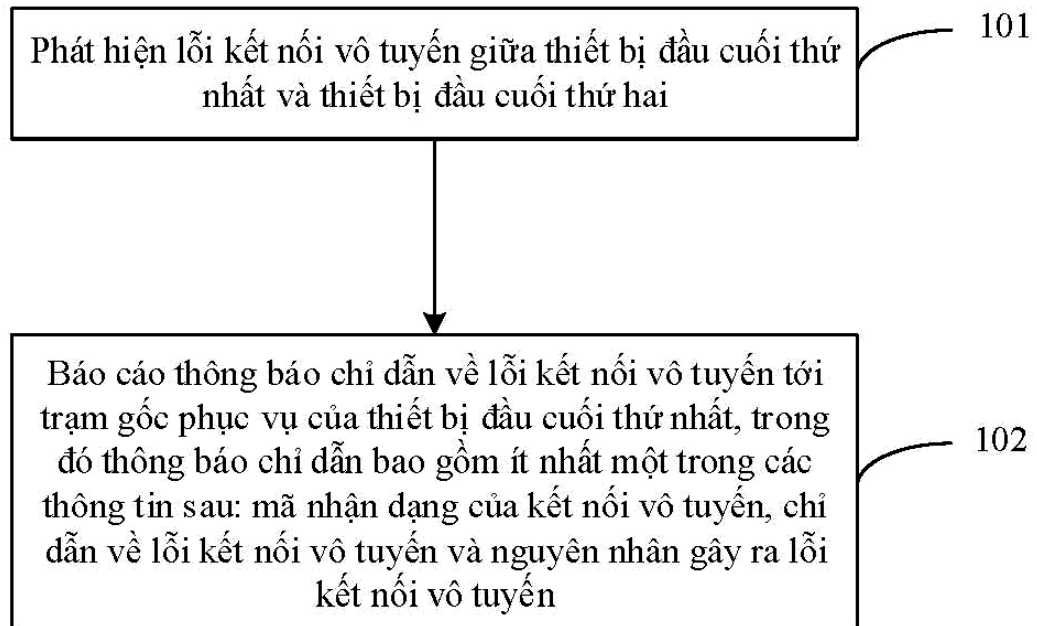 Phát hiện lỗi kết nối vô tuyến giữa thiết bị đầu cuối thứ
nhất và thiết bị đầu cuối thứ hai
101
Báo cáo thông báo chỉ dẫn về lỗi kết nối vô tuyến tới
trạm gốc phục vụ của thiết bị đầu cuối thứ nhất, trong
đó thông báo chỉ dẫn bao gồm ít nhất một trong các
thông tin sau: mã nhận dạng của kết nối vô tuyến, chỉ
dẫn về lỗi kết nối vô tuyến và nguyên nhân gây ra lỗi
kết nối vô tuyến
102